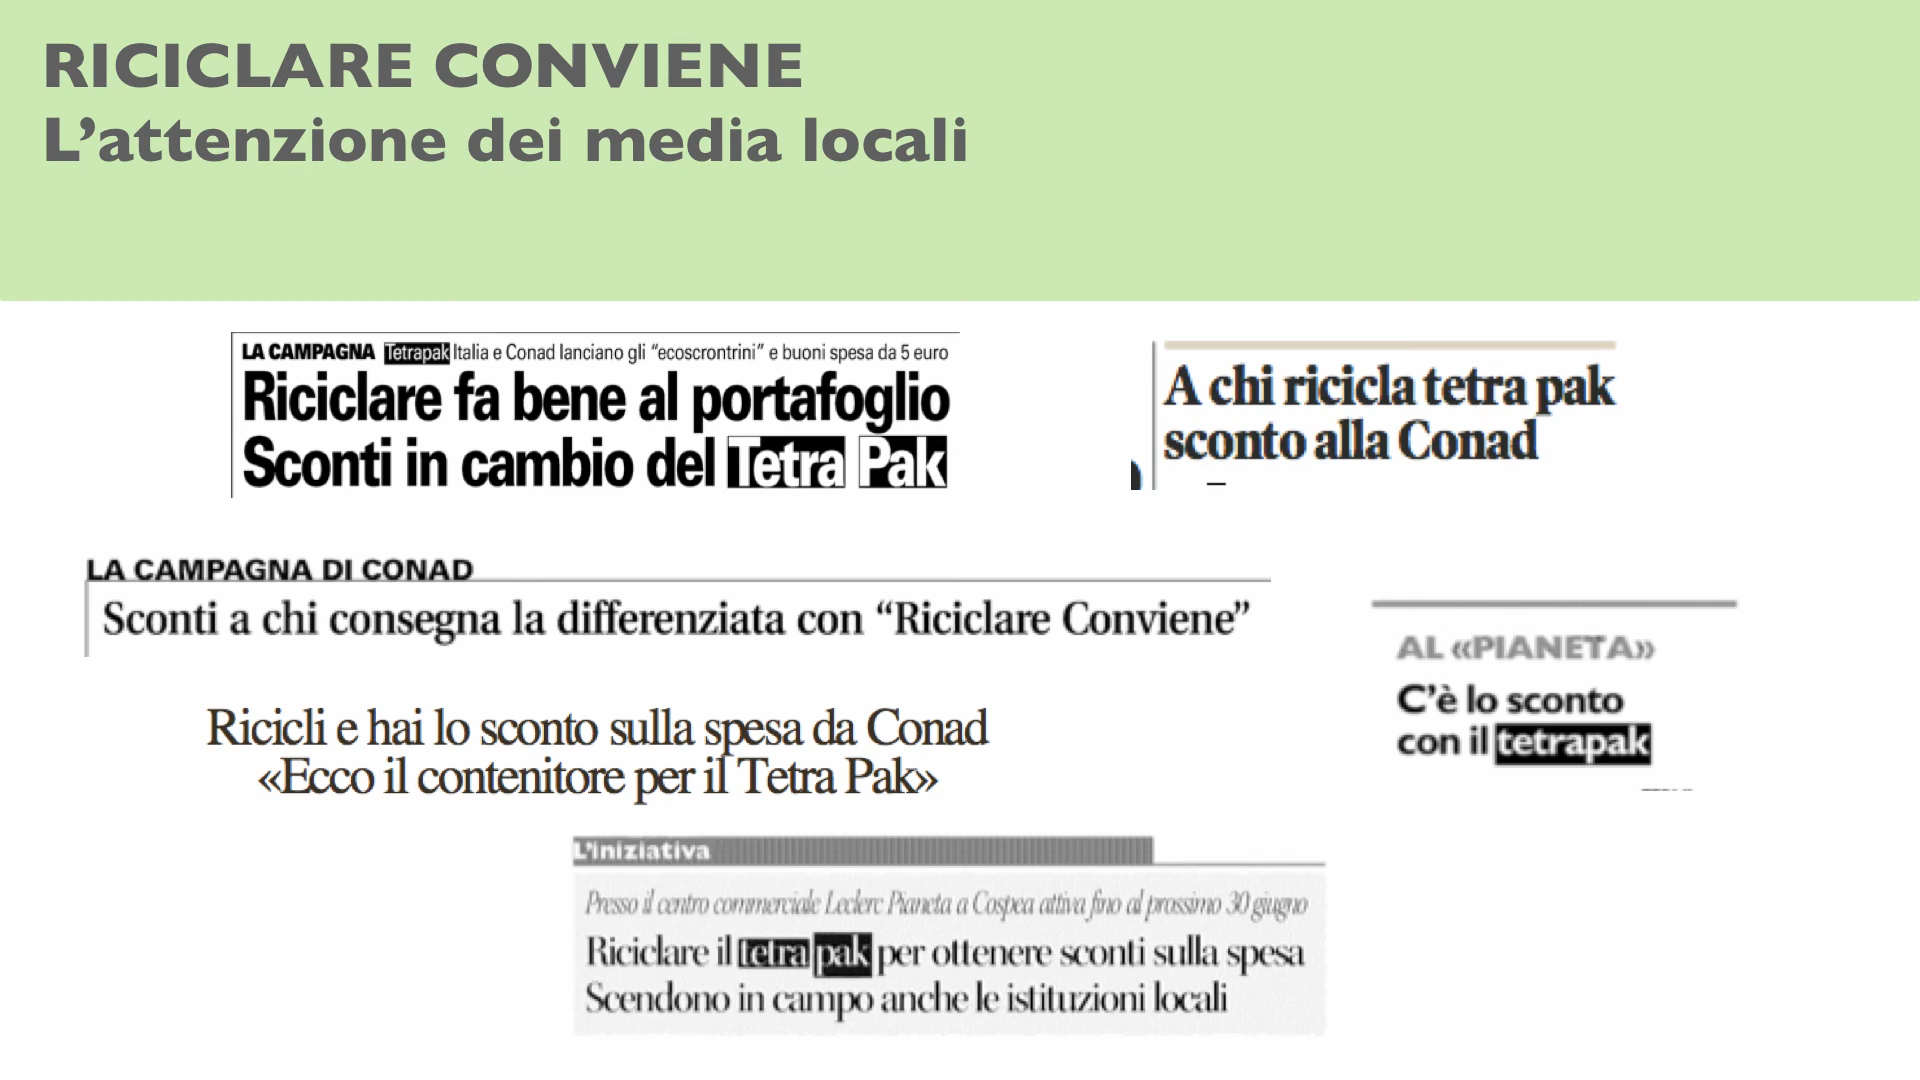 RICICLARE CONVIENE
L’attenzione dei media locali
LA CAMPAGNA Tetrapak Italia e Conad lanciano gli “ecoscrontrini” e buoni spesa da 5 euro
Riciclare fa bene al portafoglio
Sconti in cambio del Tetra Pak
A chi ricicla tetra pak
sconto alla Conad
LA CAMPAGNA DI CONAD
Sconti a chi consegna la differenziata con “Riciclare Conviene”
AL «PIANETA»
C’è lo sconto
con il tetrapak
Ricicli e hai lo sconto sulla spesa da Conad
«Ecco il contenitore per il Tetra Pak»
L’iniziativa
Presso il centro commerciale Leclerc Pianeta a Cospea attiva fino al prossimo 30 giugno
Riciclare il tetra pak per ottenere sconti sulla spesa
Scendono in campo anche le istituzioni locali